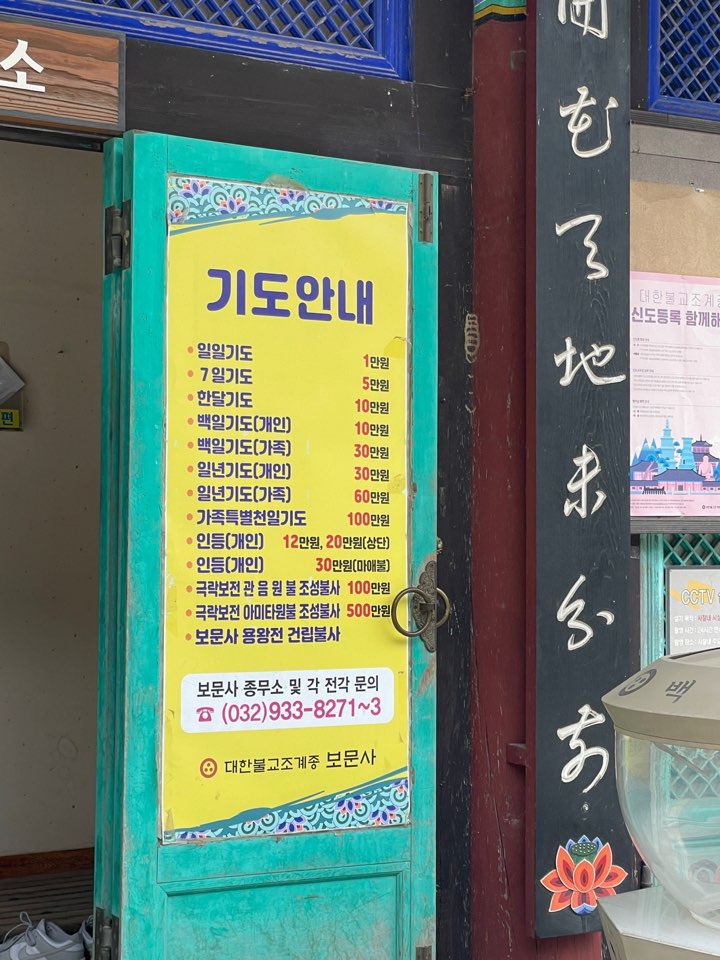 소
기도안내
• 일일기도 1만원
• 7일기도 5만원
• 한달기도 10만원
• 백일기도(개인) 10만원
• 백일기도(가족) 30만원
• 일년기도(개인) 30만원
• 일년기도(가족) 60만원
• 가족특별천일기도 100만원
• 인등(개인) 12만원, 20만원(상단)
• 인등(개인) 30만원(마애불)
• 극락보전 관 음 원 불 조성불사 100만원
• 극락보전 아미타원불 조성불사 500만원
• 보문사 용왕전 건립불사
보문사 종무소 및 각 전각 문의
☎ (032)933-8271~3
대한불교조계종 보문사
편
花天地未分前
대한불교조계종
신도등록 함께해
CCTV
백